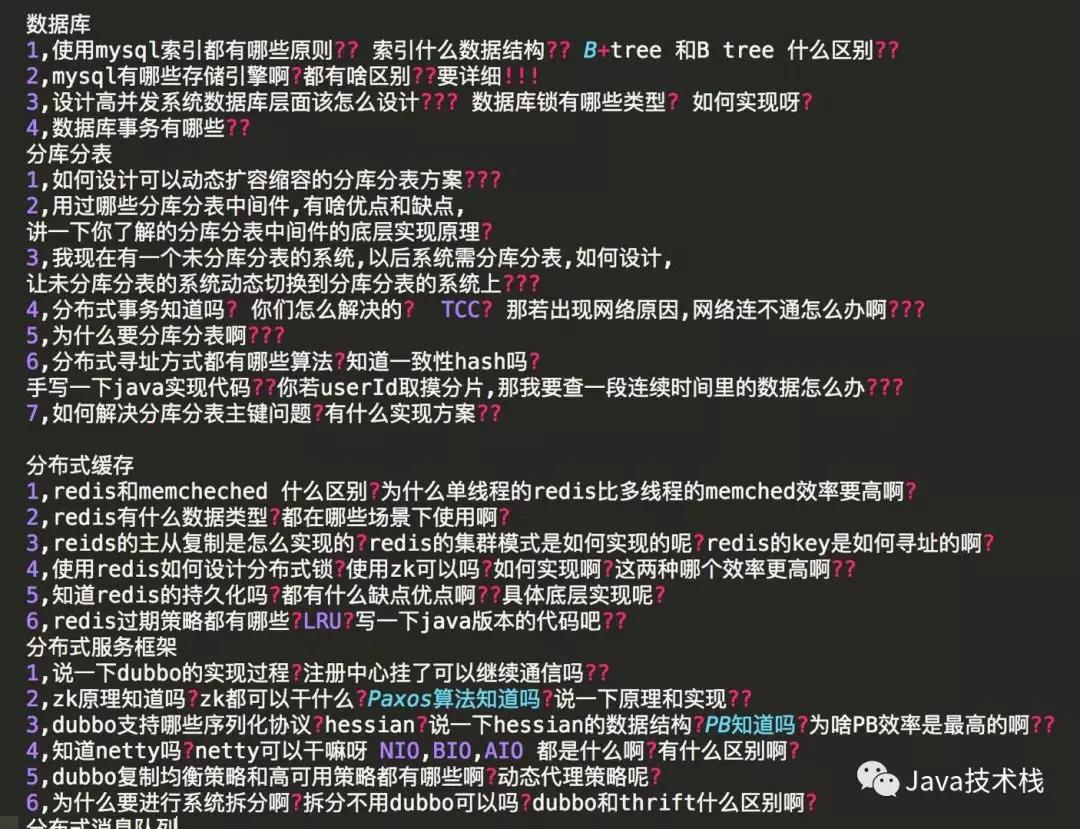 数据库
1,使用mysql索引都有哪些原则?? 索引什么数据结构?? B+tree 和B tree 什么区别??
2,mysql有哪些存储引擎啊?都有啥区别??要详细!!!
3,设计高并发系统数据库层面该怎么设计??? 数据库锁有哪些类型? 如何实现呀?
4,数据库事务有哪些??
分库分表
1,如何设计可以动态扩容缩容的分库分表方案???
2,用过哪些分库分表中间件,有啥优点和缺点,
讲一下你了解的分库分表中间件的底层实现原理?
3,我现在有一个未分库分表的系统,以后系统需分库分表,如何设计,
让未分库分表的系统动态切换到分库分表的系统上???
4,分布式事务知道吗? 你们怎么解决的? TCC? 那若出现网络原因,网络连不通怎么办啊???
5,为什么要分库分表啊???
6,分布式寻址方式都有哪些算法?知道一致性hash吗?
手写一下java实现代码??你若userId取摸分片,那我要查一段连续时间里的数据怎么办???
7,如何解决分库分表主键问题?有什么实现方案??
分布式缓存
1,redis和memcheched 什么区别?为什么单线程的redis比多线程的memched效率要高啊?
2,redis有什么数据类型?都在哪些场景下使用啊?
3,reids的主从复制是怎么实现的?redis的集群模式是如何实现的呢?redis的key是如何寻址的啊?
4,使用redis如何设计分布式锁?使用zk可以吗?如何实现啊?这两种哪个效率更高啊??
5,知道redis的持久化吗?都有什么缺点优点啊??具体底层实现呢?
6,redis过期策略都有哪些?LRU?写一下java版本的代码吧??
分布式服务框架
1,说一下dubbo的实现过程?注册中心挂了可以继续通信吗??
2,zk原理知道吗?zk都可以干什么?Paxos算法知道吗?说一下原理和实现??
3,dubbo支持哪些序列化协议?hessian?说一下hessian的数据结构?PB知道吗?为啥PB效率是最高的啊??
4,知道netty吗?netty可以干嘛呀 NIO,BIO,AIO 都是什么啊?有什么区别啊?
5,dubbo复制均衡策略和高可用策略都有哪些啊?动态代理策略呢?
6,为什么要进行系统拆分啊?拆分不用dubbo可以吗?dubbo和thrift什么区别啊?
Java技术栈
分布式消息队列